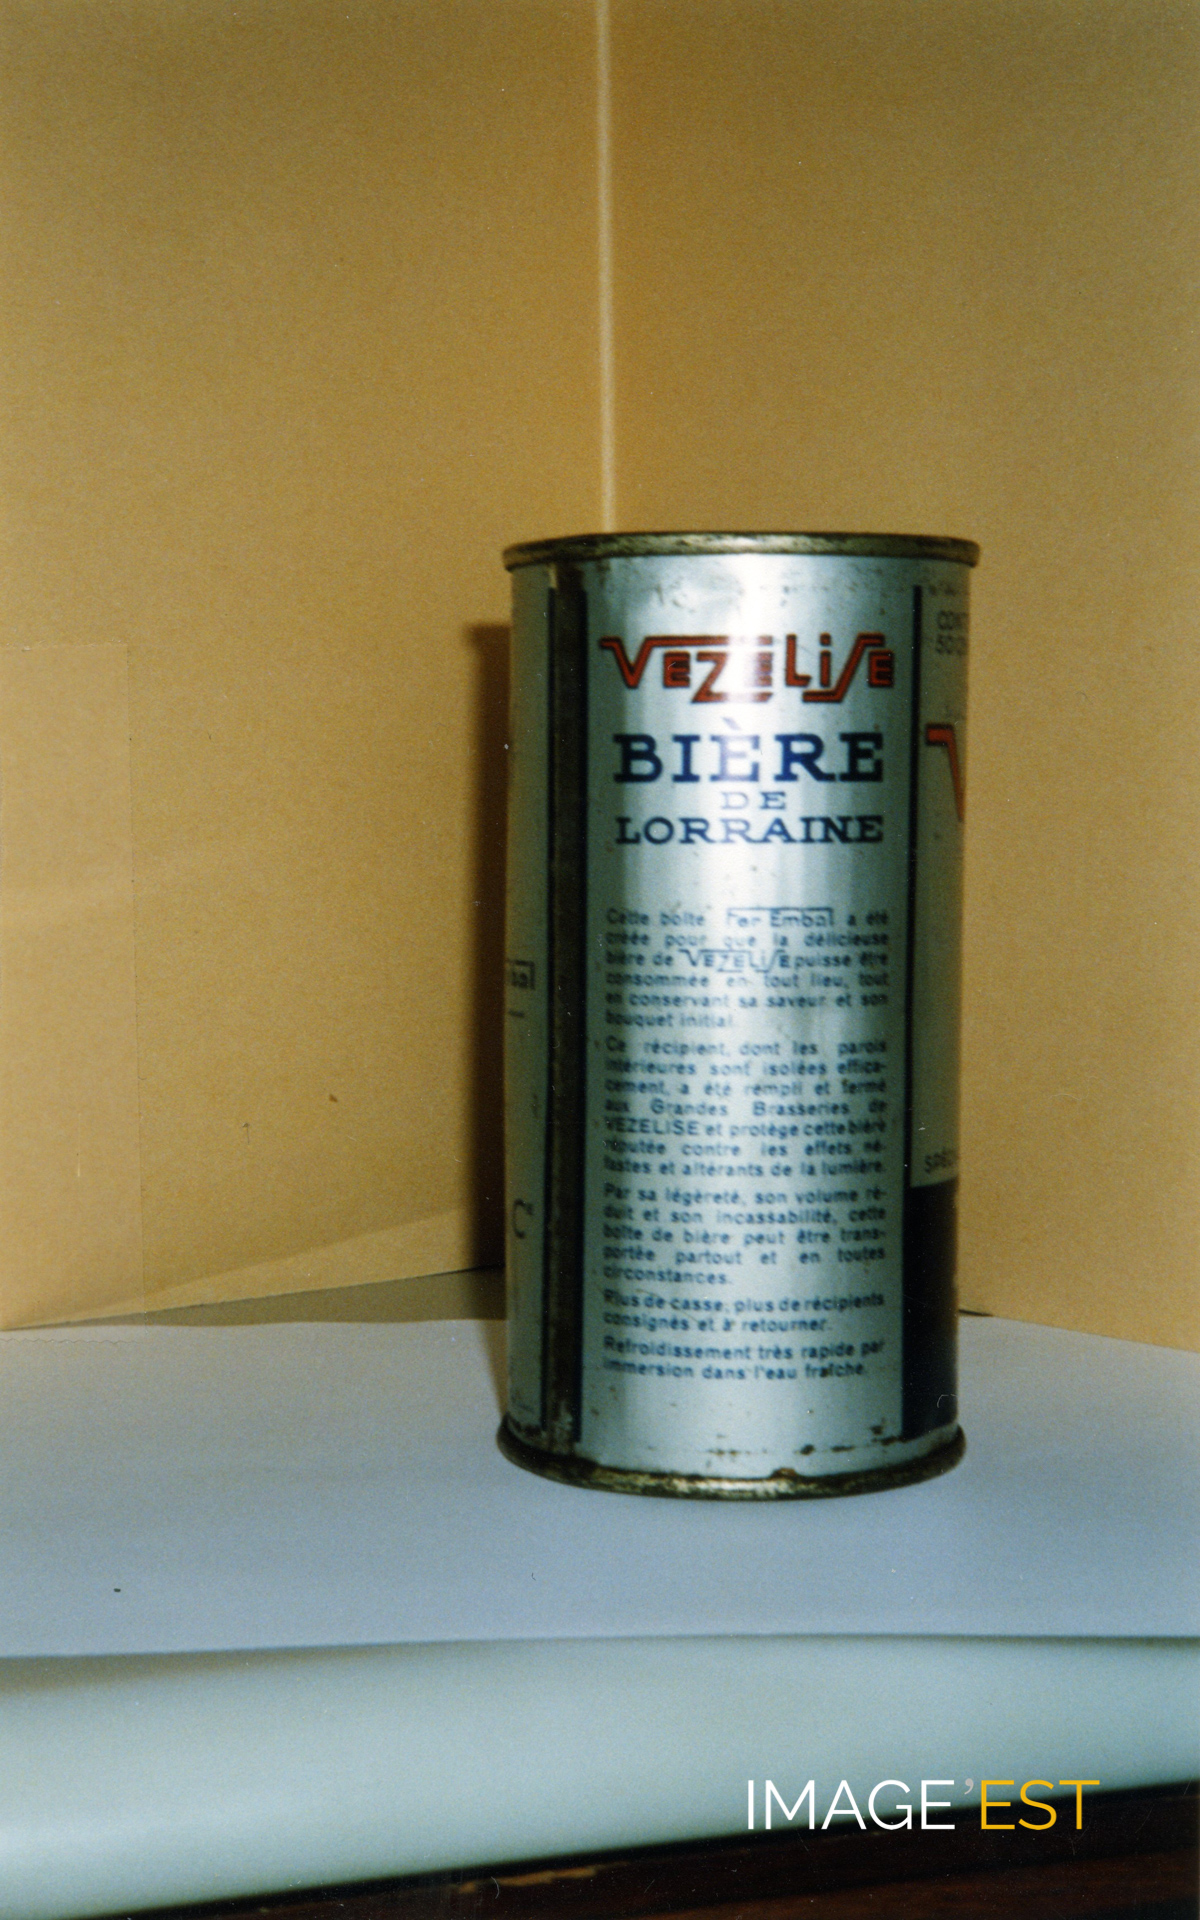 VEZELISE
BIÈRE
DE
LORRAINE
Cette boîte Fer Embal a été
créée pour que la délicieuse
bière de VEZELISE puisse être
consommée en tout lieu, tout
en conservant sa saveur et son
bouquet initial.
Ce récipient, dont les parois
intérieures sont isolées effica-
cement, a été rempli et fermé
aux Grandes Brasseries de
VEZELISE et protège cette bière
réputée contre les effets né-
fastes et altérants de la lumière.
Par sa légèreté, son volume ré-
duit et son incassabilité, cette
boîte de bière peut être trans-
portée partout et en toutes
circonstances.
Plus de casse, plus de récipients
consignés et à retourner.
Refroidissement très rapide par
immersion dans l'eau fraîche.
V
IMAGE'EST